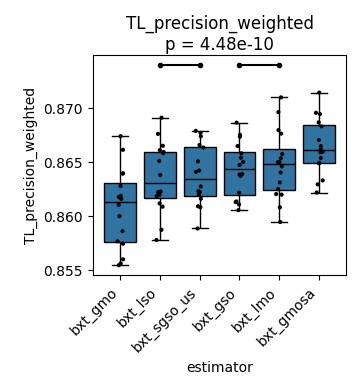 TL_precision_weighted
p = 4.48e-10
TL_precision_weighted
0.870
0.865
0.860
0.855
bxt_gmo
bxt_lso
bxt_sgso_us
bxt_gso
bxt_lmo
bxt_gmosa
estimator